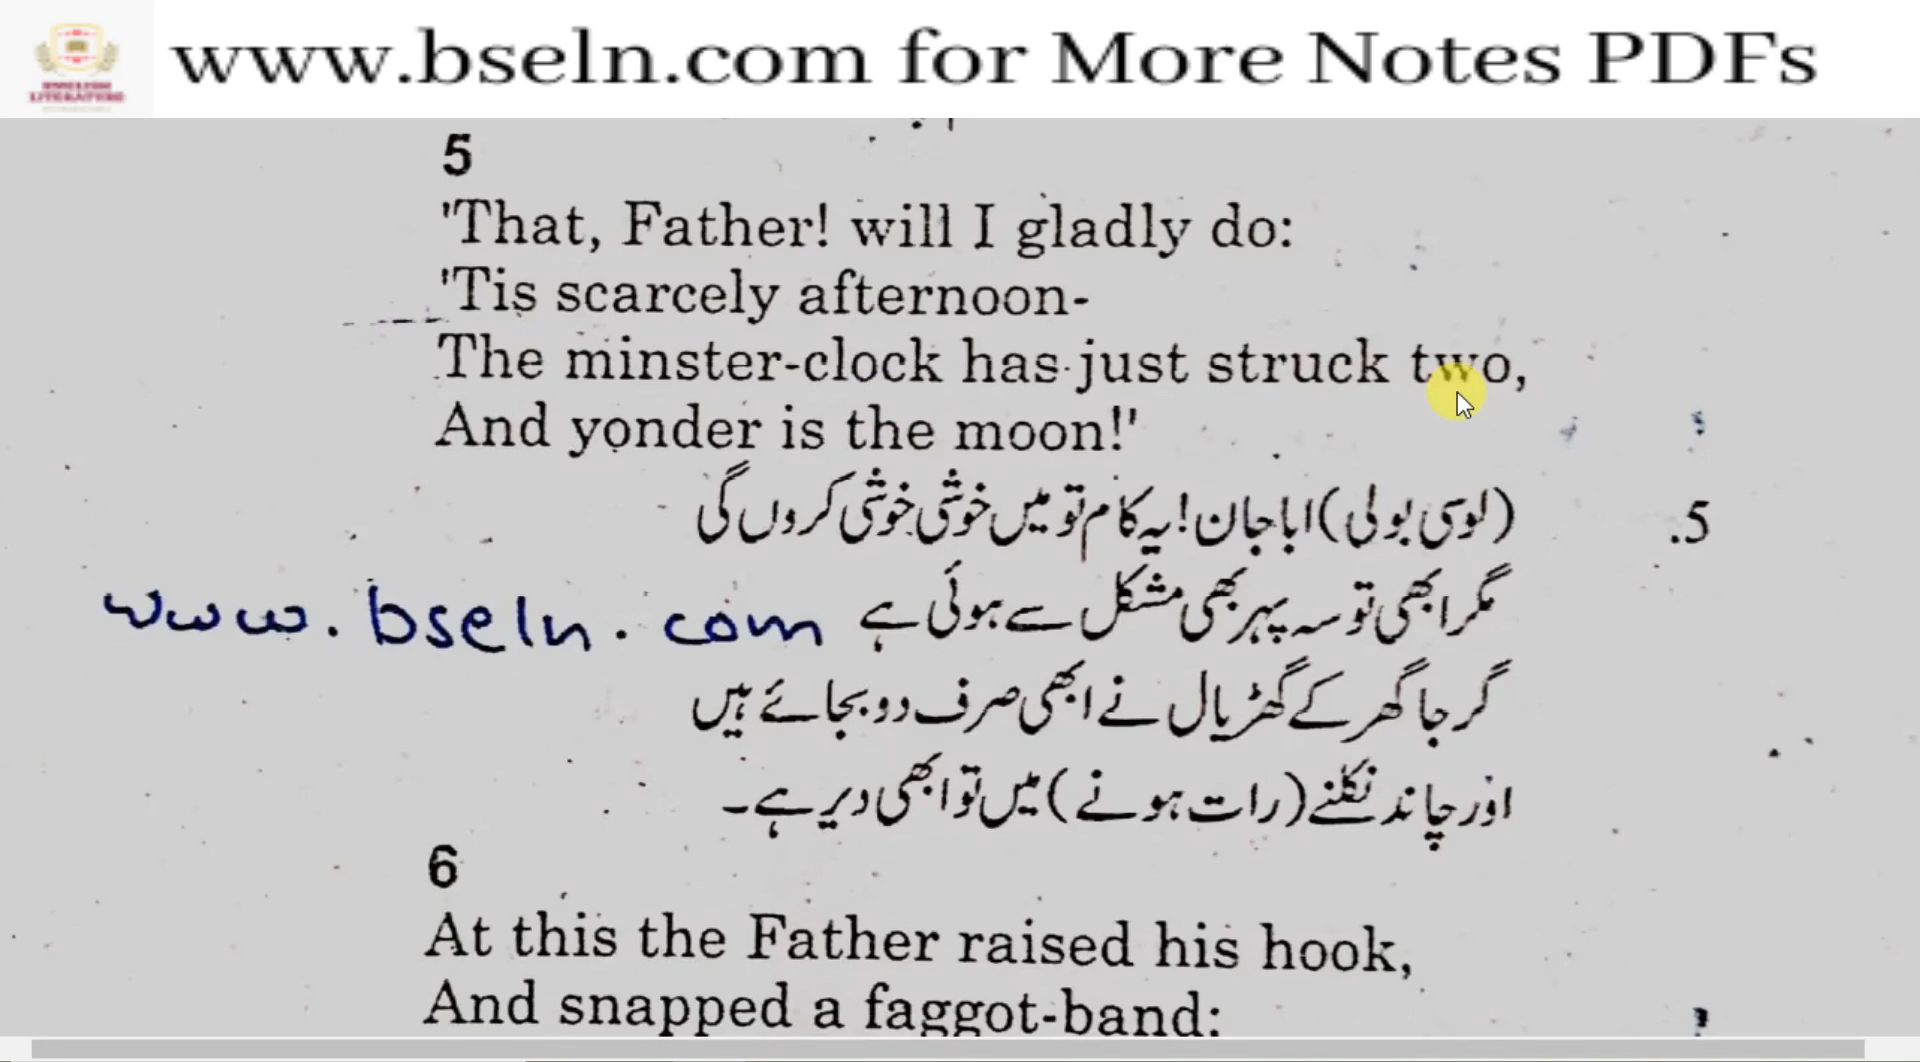 www.bseln.com for More Notes PDFs
ENGLISH
LITERATURE
5
'That, Father! will I gladly do:
'Tis scarcely afternoon-
The minster-clock has just struck two,
And yonder is the moon!'
5. (لوسی بولی) ابا جان! یہ کام تو میں خوشی خوشی کروں گی
مگر ابھی تو سہ پہر بھی مشکل سے ہوئی ہے
www.bseln.com
گرجا گھر کے گھڑیال نے ابھی صرف دو بجائے ہیں
اور چاند نکلنے (رات ہونے) میں تو ابھی دیر ہے۔
6
At this the Father raised his hook,
And snapped a faggot-band: